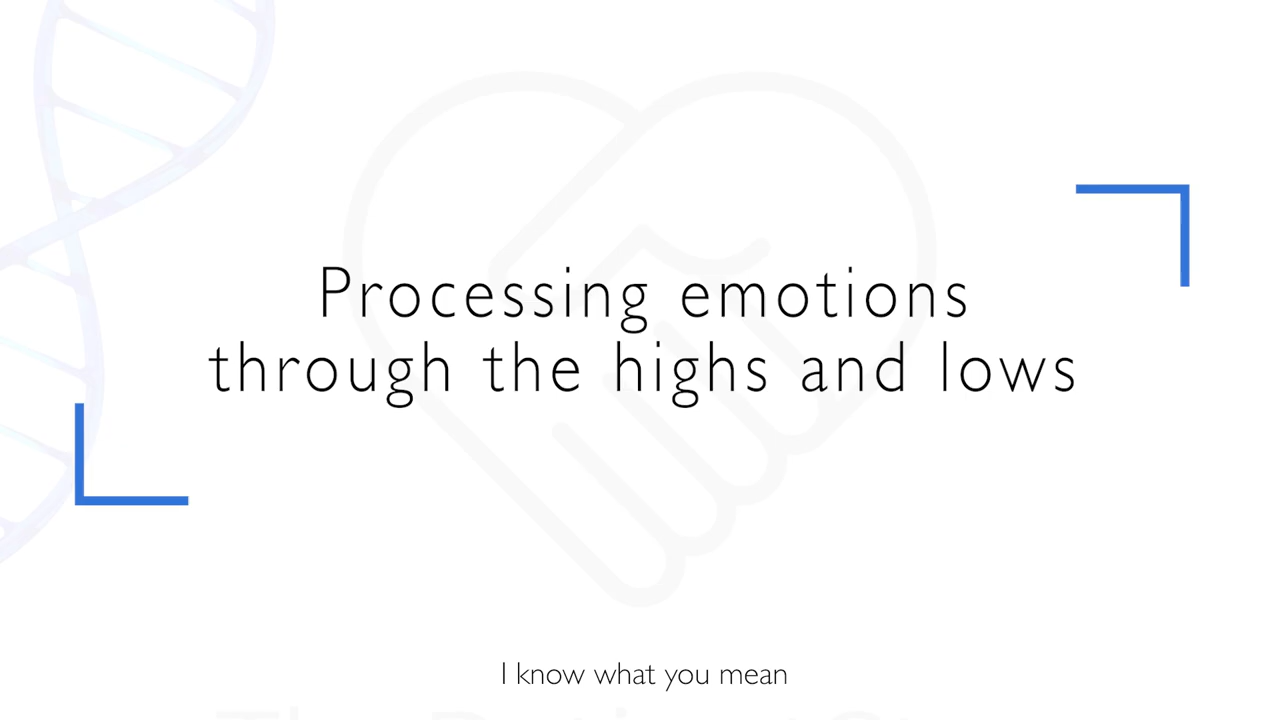 Processing emotions
through the highs and lows
I know what you mean